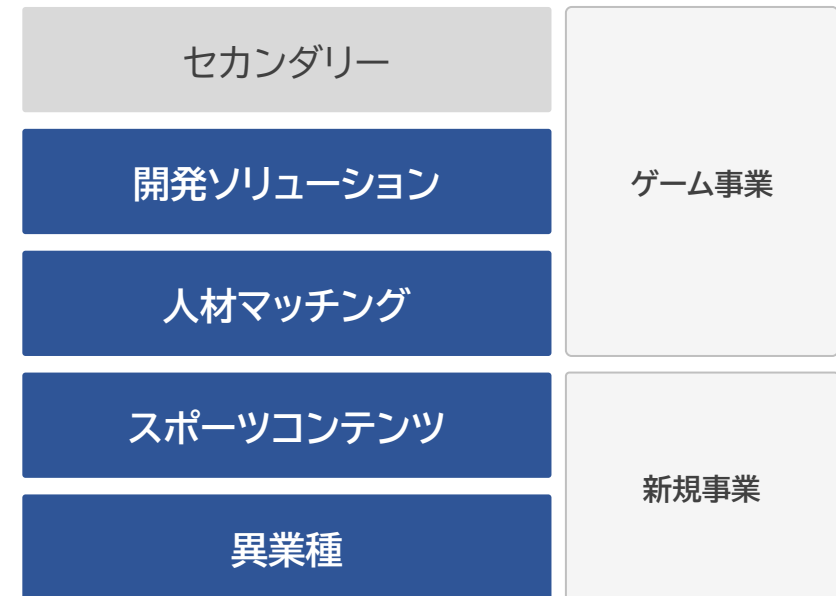 セカンダリー
開発ソリューション
人材マッチング
ゲーム事業
スポーツコンテンツ
異業種
新規事業